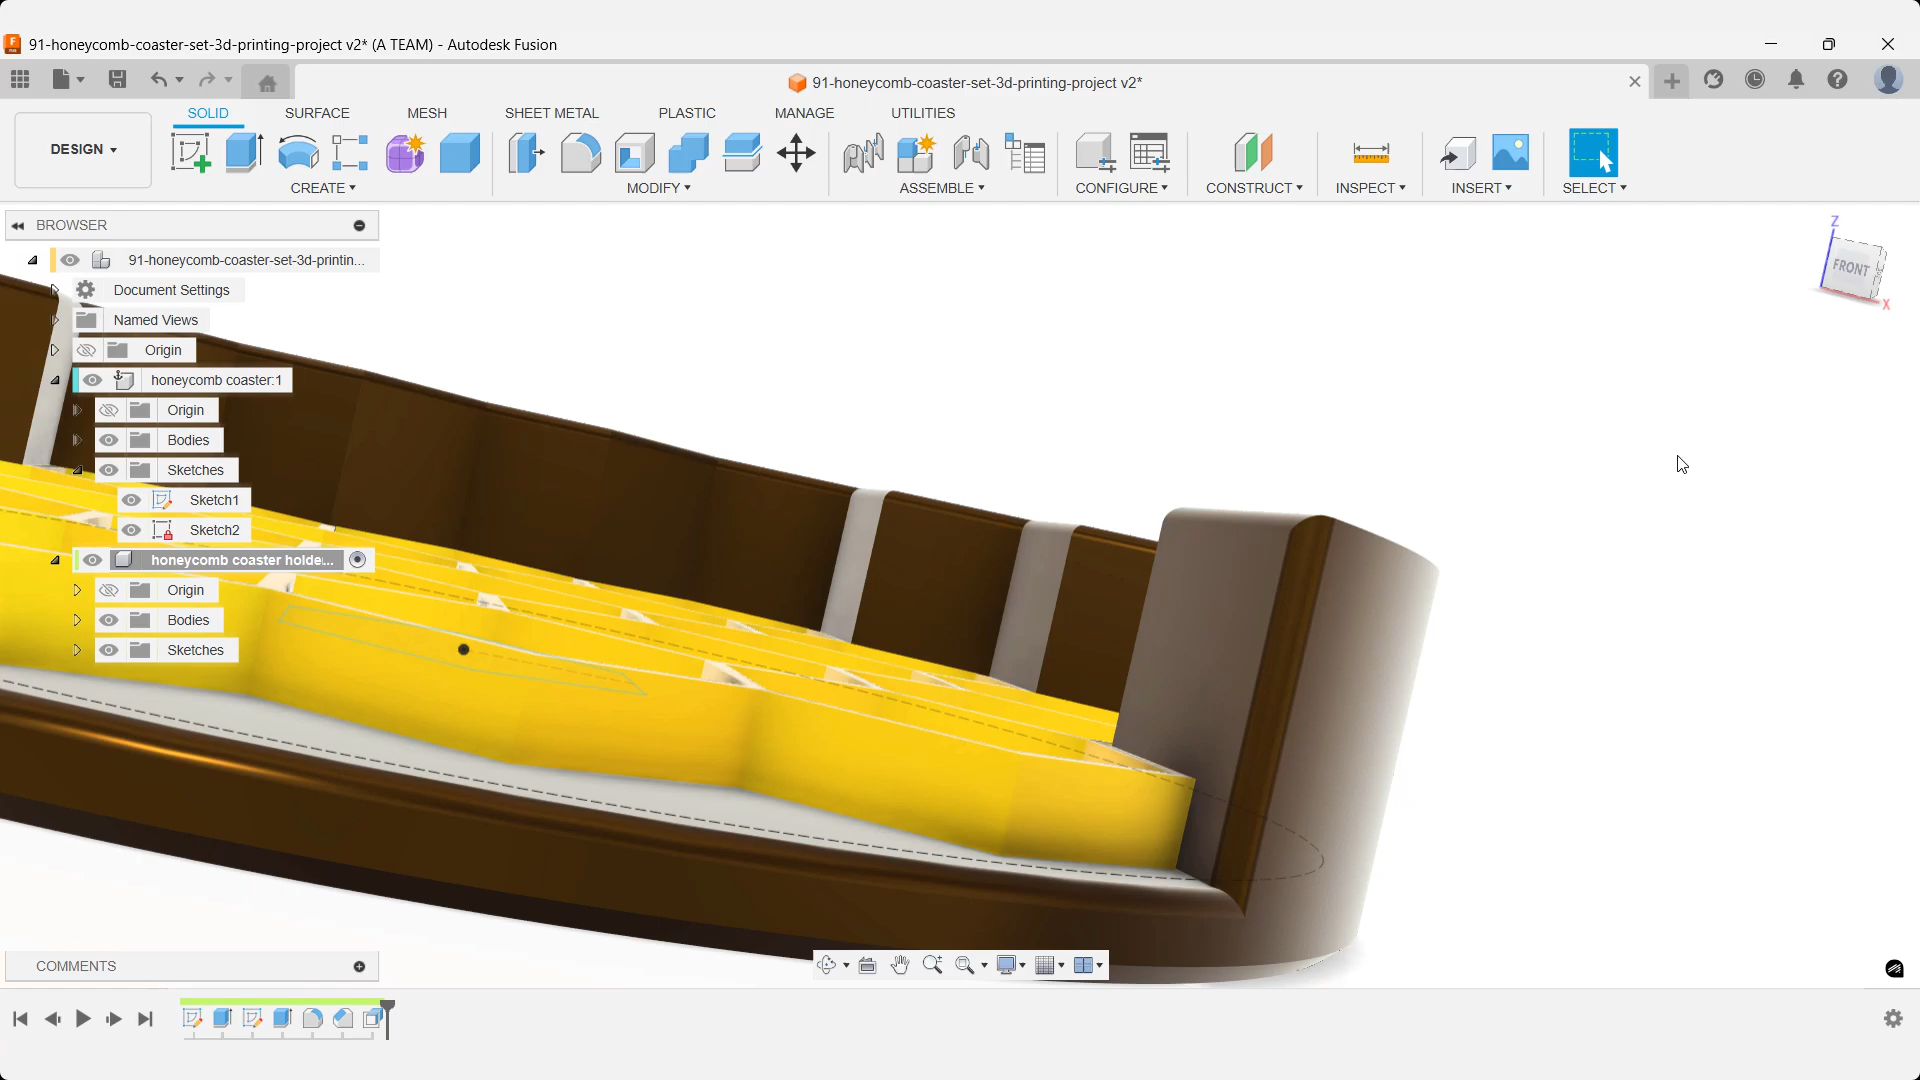 91-honeycomb-coaster-set-3d-printing-project v2* (A TEAM) - Autodesk Fusion
91-honeycomb-coaster-set-3d-printing-project v2*
SOLID SURFACE MESH SHEET METAL PLASTIC MANAGE UTILITIES
DESIGN
CREATE MODIFY ASSEMBLE CONFIGURE CONSTRUCT INSPECT INSERT SELECT
BROWSER
91-honeycomb-coaster-set-3d-printin...
Document Settings
Named Views
Origin
honeycomb coaster:1
Origin
Bodies
Sketches
Sketch1
Sketch2
honeycomb coaster holde...
Origin
Bodies
Sketches
Z
FRONT
X
COMMENTS